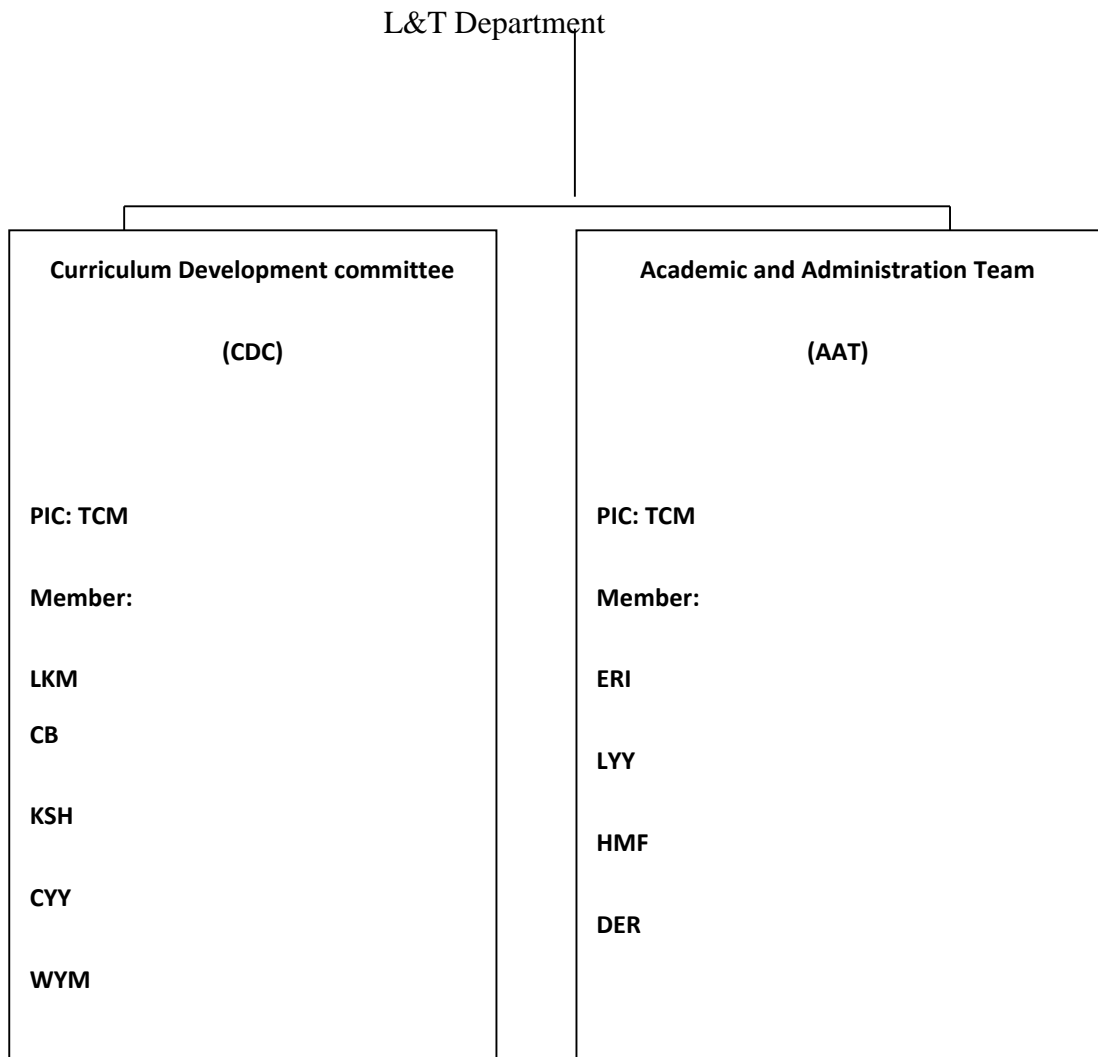 L&T Department
Curriculum Development committee
(CDC)
PIC: TCM
Member:
LKM
CB
KSH
CYY
WYM
Academic and Administration Team
(AAT)
PIC: TCM
Member:
ERI
LYY
HMF
DER